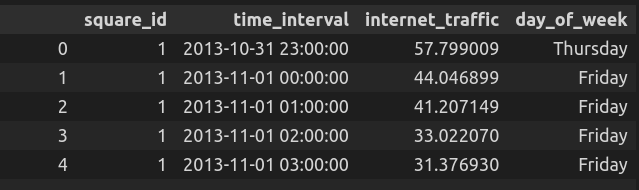 square_id time_interval internet_traffic day_of_week
0 1 2013-10-31 23:00:00 57.799009 Thursday
1 1 2013-11-01 00:00:00 44.046899 Friday
2 1 2013-11-01 01:00:00 41.207149 Friday
3 1 2013-11-01 02:00:00 33.022070 Friday
4 1 2013-11-01 03:00:00 31.376930 Friday